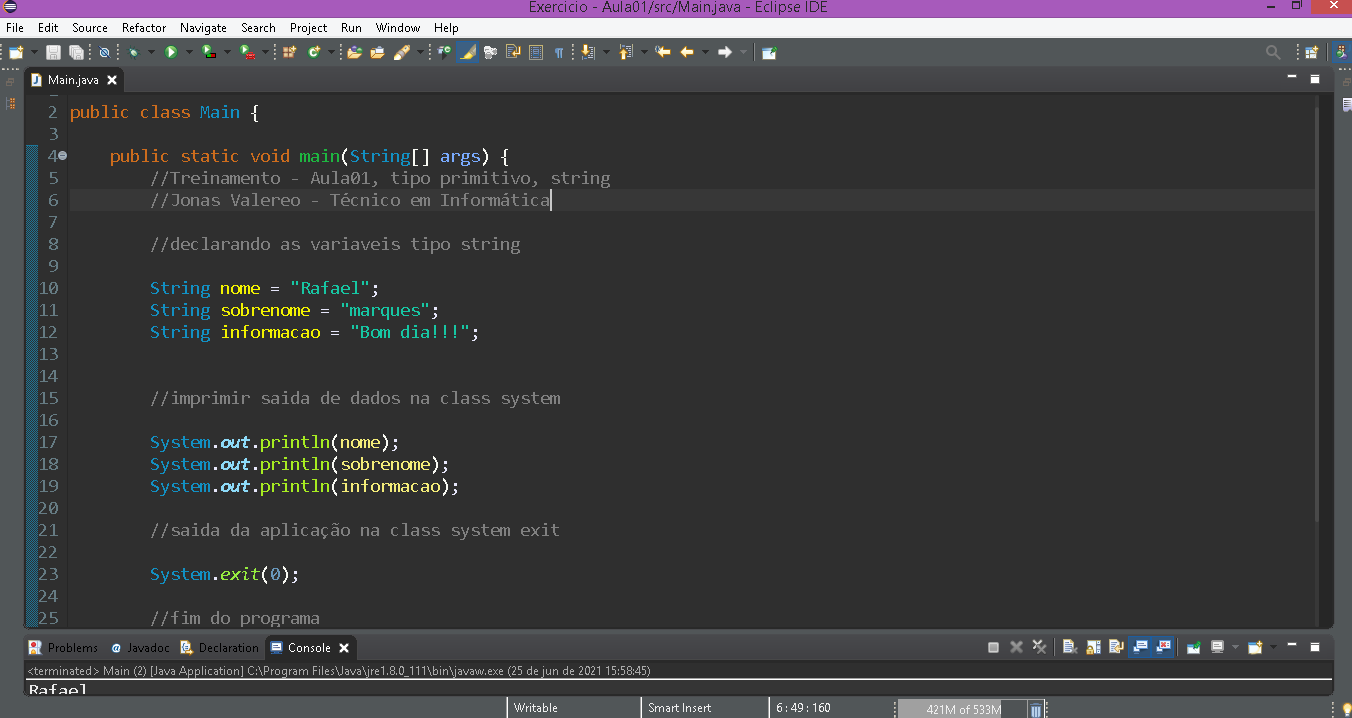 Exercicio - Aula01/src/Main.java - Eclipse IDE
File Edit Source Refactor Navigate Search Project Run Window Help
Main.java
2 public class Main {
3
4 public static void main(String[] args) {
5 //Treinamento - Aula01, tipo primitivo, string
6 //Jonas Valereo - Técnico em Informática
7
8 //declarando as variaveis tipo string
9
10 String nome = "Rafael";
11 String sobrenome = "marques";
12 String informacao = "Bom dia!!!";
13
14
15 //imprimir saida de dados na class system
16
17 System.out.println(nome);
18 System.out.println(sobrenome);
19 System.out.println(informacao);
20
21 //saida da aplicação na class system exit
22
23 System.exit(0);
24
25 //fim do programa
Problems Javadoc Declaration Console
<terminated> Main (2) [Java Application] C:\Program Files\Java\jre1.8.0_111\bin\javaw.exe (25 de jun de 2021 15:58:45)
Rafael
Writable Smart Insert 6 : 49 : 160 421M of 533M